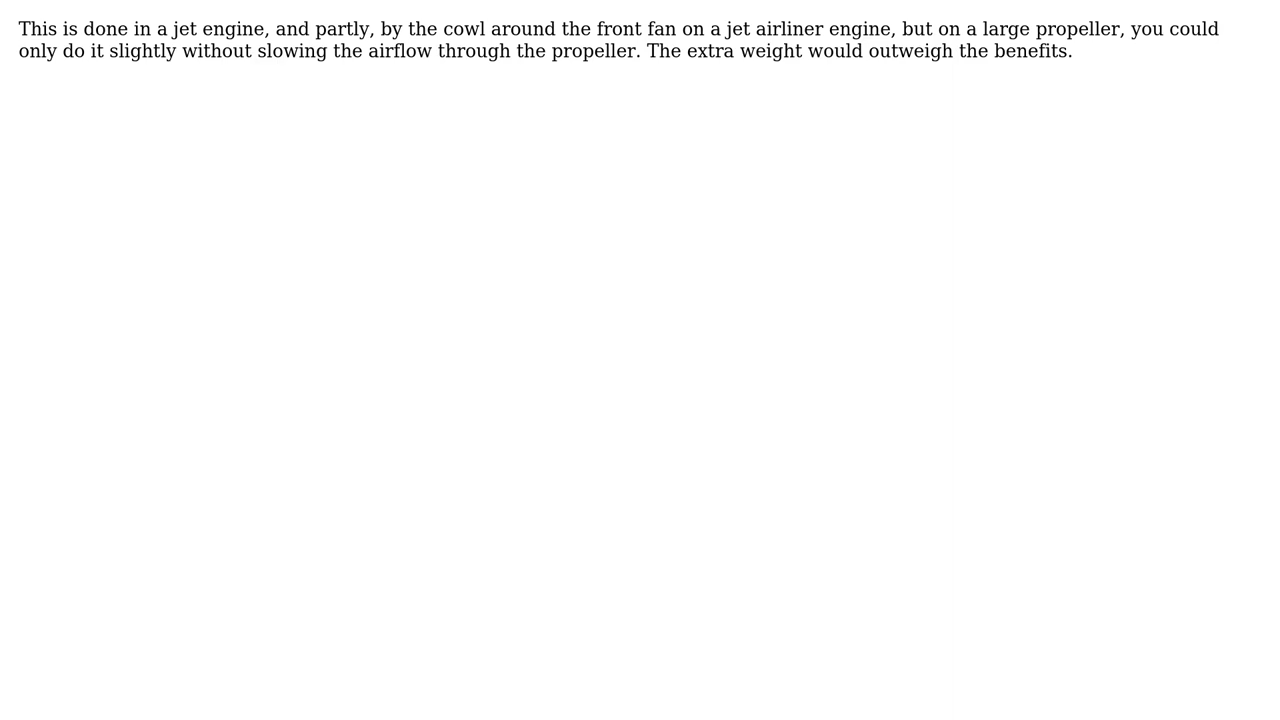 This is done in a jet engine, and partly, by the cowl around the front fan on a jet airliner engine, but on a large propeller, you could
only do it slightly without slowing the airflow through the propeller. The extra weight would outweigh the benefits.